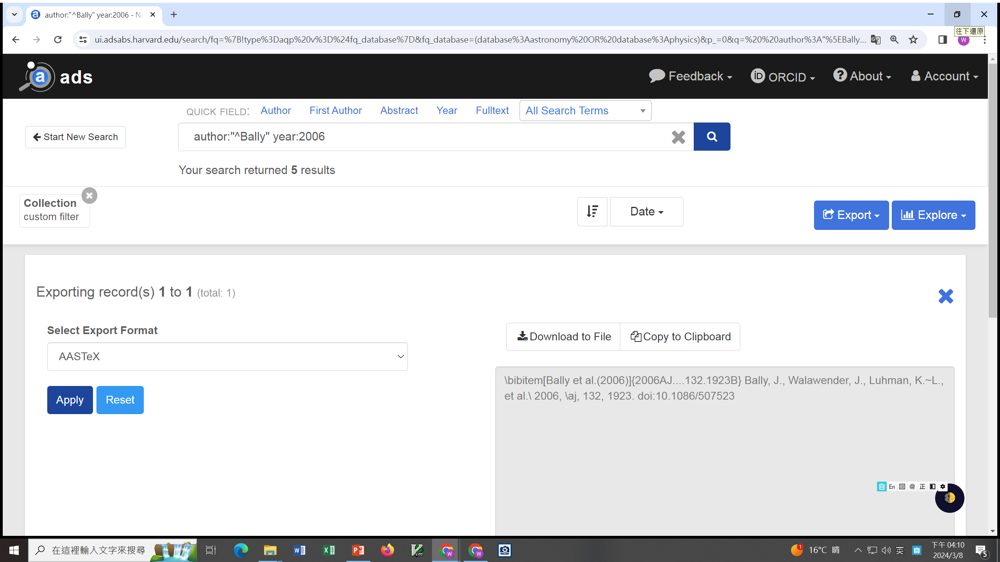 author:"^Bally" year:2006 - N
往下還原
ui.adsabs.harvard.edu/search/fq=%7B!type%3Daqp%20v%3D%24fq_database%7D&fq_database=(database%3Aastronomy%20OR%20database%3Aphysics)&p_=0&q=%20%20author%3A"%5EBally...
W
a ads
Feedback ORCID About Account
QUICK FIELD: Author First Author Abstract Year Fulltext All Search Terms
Start New Search
author:"^Bally" year:2006
Your search returned 5 results
Collection
custom filter
Date
Export Explore
Exporting record(s) 1 to 1 (total: 1)
Select Export Format
Download to File Copy to Clipboard
AASTeX
\bibitem[Bally et al.(2006)]{2006AJ....132.1923B} Bally, J., Walawender, J., Luhman, K.~L.,
et al.\ 2006, \aj, 132, 1923. doi:10.1086/507523
Apply Reset
自 En @ 正
在這裡輸入文字來搜尋
1 16°C 晴 英 自
下午 04:10
2024/3/8
5